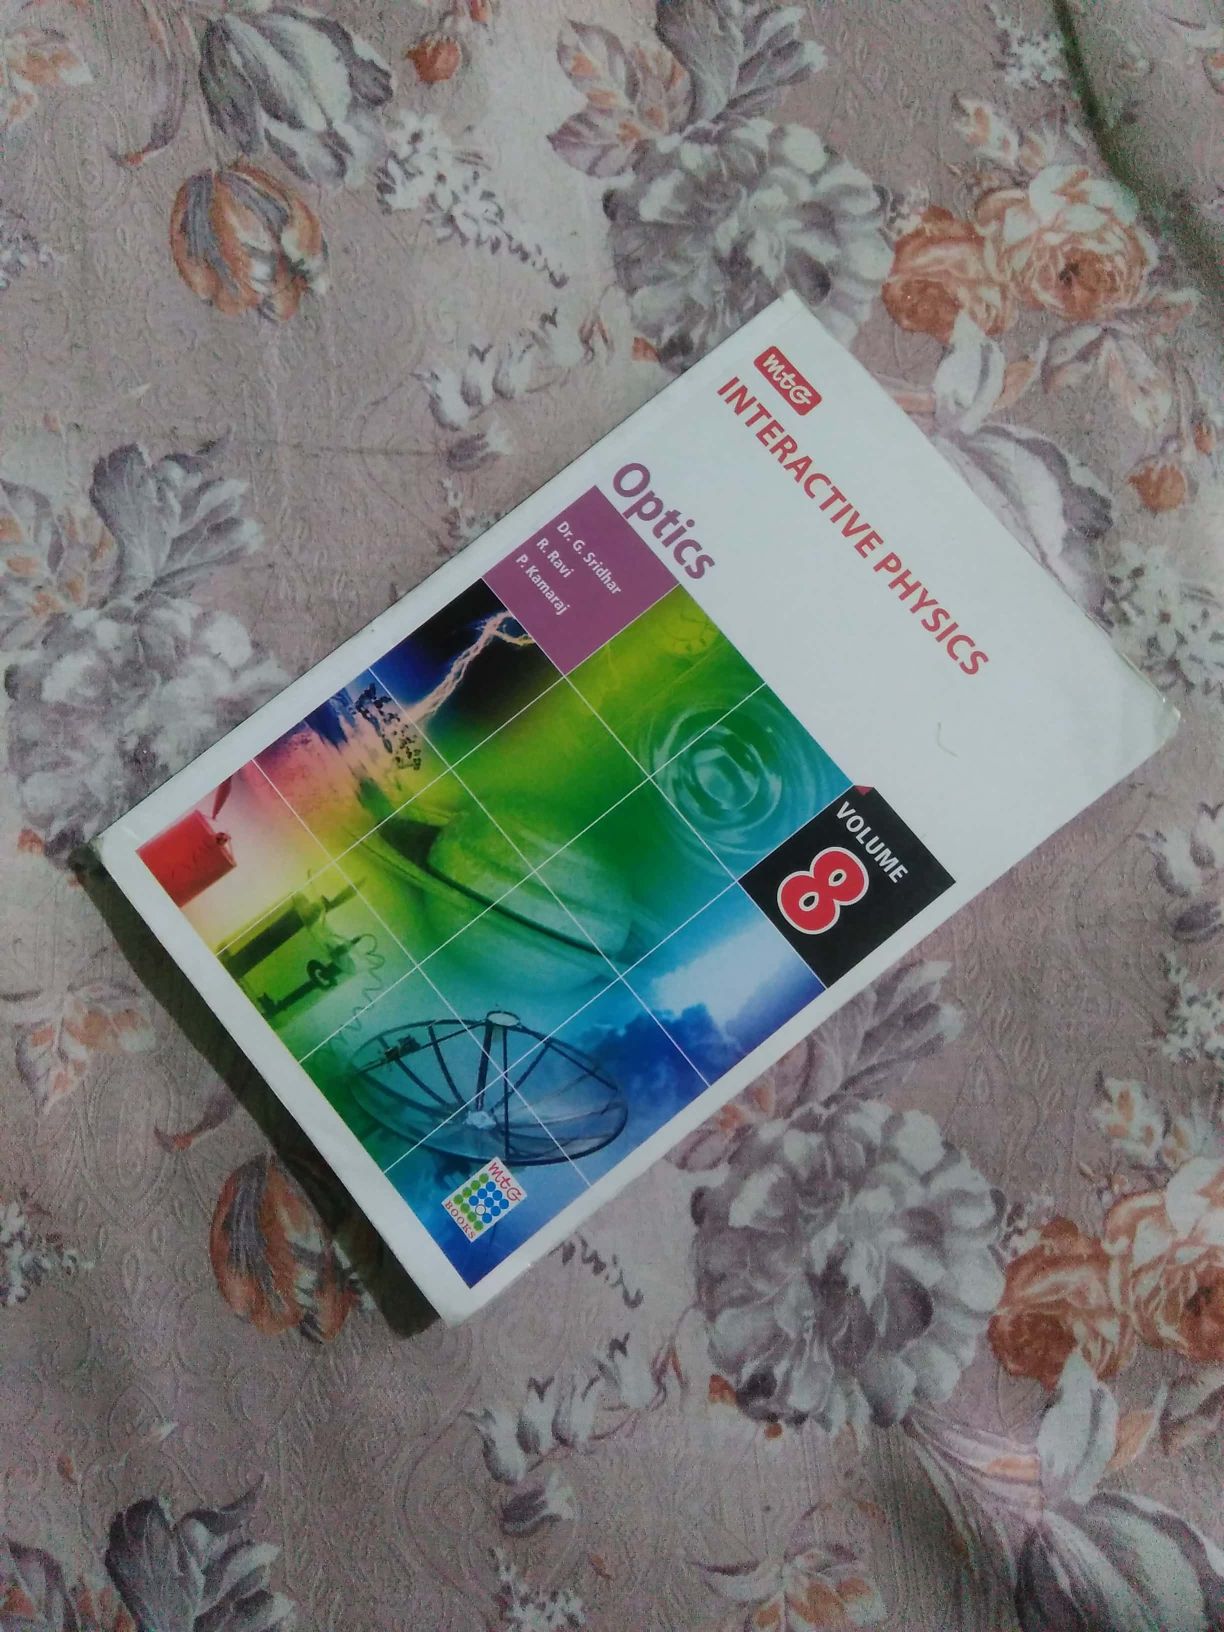 mtG
INTERACTIVE PHYSICS
Optics
Dr. G. Sridhar
R. Ravi
P. Kamaraj
VOLUME
8
mtG
BOOKS